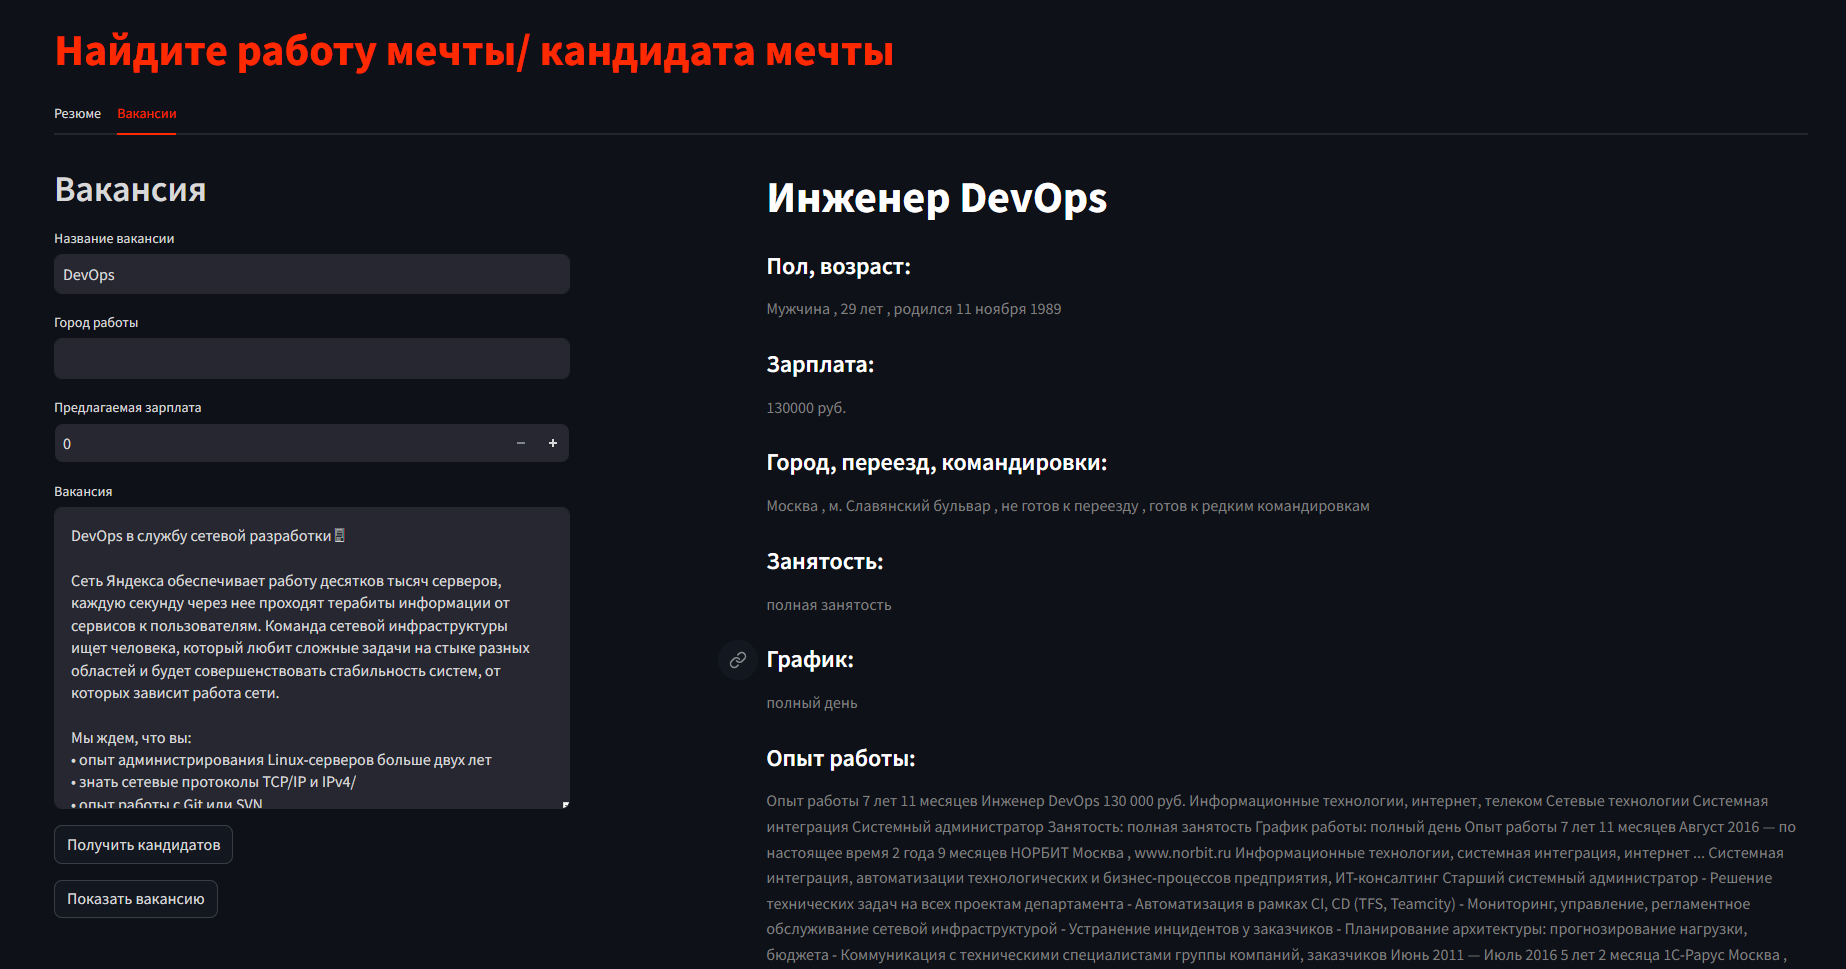 Найдите работу мечты/ кандидата мечты
Резюме
Вакансии
Вакансия
Название вакансии
DevOps
Город работы
Предлагаемая зарплата
0
Вакансия
DevOps в службу сетевой разработки
Сеть Яндекса обеспечивает работу десятков тысяч серверов,
каждую секунду через нее проходят терабиты информации от
сервисов к пользователям. Команда сетевой инфраструктуры
ищет человека, который любит сложные задачи на стыке разных
областей и будет совершенствовать стабильность систем, от
которых зависит работа сети.
Мы ждем, что вы:
• опыт администрирования Linux-серверов больше двух лет
• знать сетевые протоколы TCP/IP и IPv4/
• опыт работы с Git или SVN
Получить кандидатов
Показать вакансию
Инженер DevOps
Пол, возраст:
Мужчина , 29 лет , родился 11 ноября 1989
Зарплата:
130000 руб.
Город, переезд, командировки:
Москва , м. Славянский бульвар , не готов к переезду , готов к редким командировкам
Занятость:
полная занятость
График:
полный день
Опыт работы:
Опыт работы 7 лет 11 месяцев Инженер DevOps 130 000 руб. Информационные технологии, интернет, телеком Сетевые технологии Системная
интеграция Системный администратор Занятость: полная занятость График работы: полный день Опыт работы 7 лет 11 месяцев Август 2016 — по
настоящее время 2 года 9 месяцев НОРБИТ Москва , www.norbit.ru Информационные технологии, системная интеграция, интернет ... Системная
интеграция, автоматизации технологических и бизнес-процессов предприятия, ИТ-консалтинг Старший системный администратор - Решение
технических задач на всех проектам департамента - Автоматизация в рамках CI, CD (TFS, Teamcity) - Мониторинг, управление, регламентное
обслуживание сетевой инфраструктурой - Устранение инцидентов у заказчиков - Планирование архитектуры: прогнозирование нагрузки,
бюджета - Коммуникация с техническими специалистами группы компаний, заказчиков Июнь 2011 — Июль 2016 5 лет 2 месяца 1С-Рарус Москва ,